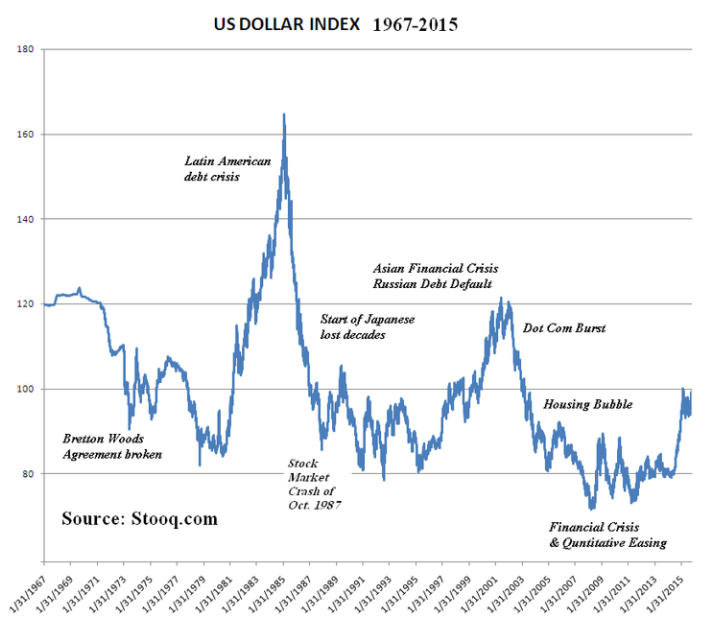 US DOLLAR INDEX 1967-2015
180
160
Latin American
debt crisis
140
Asian Financial Crisis
Russian Debt Default
120
Start of Japanese
lost decades
Dot Com Burst
100
Housing Bubble
Bretton Woods
Agreement broken
80
Stock
Market
Crash of
Oct. 1987
Source: Stooq.com
Financial Crisis
& Quntitative Easing
1/31/1967
1/31/1969
1/31/1971
1/31/1973
1/31/1975
1/31/1977
1/31/1979
1/31/1981
1/31/1983
1/31/1985
1/31/1987
1/31/1989
1/31/1991
1/31/1993
1/31/1995
1/31/1997
1/31/1999
1/31/2001
1/31/2003
1/31/2005
1/31/2007
1/31/2009
1/31/2011
1/31/2013
1/31/2015